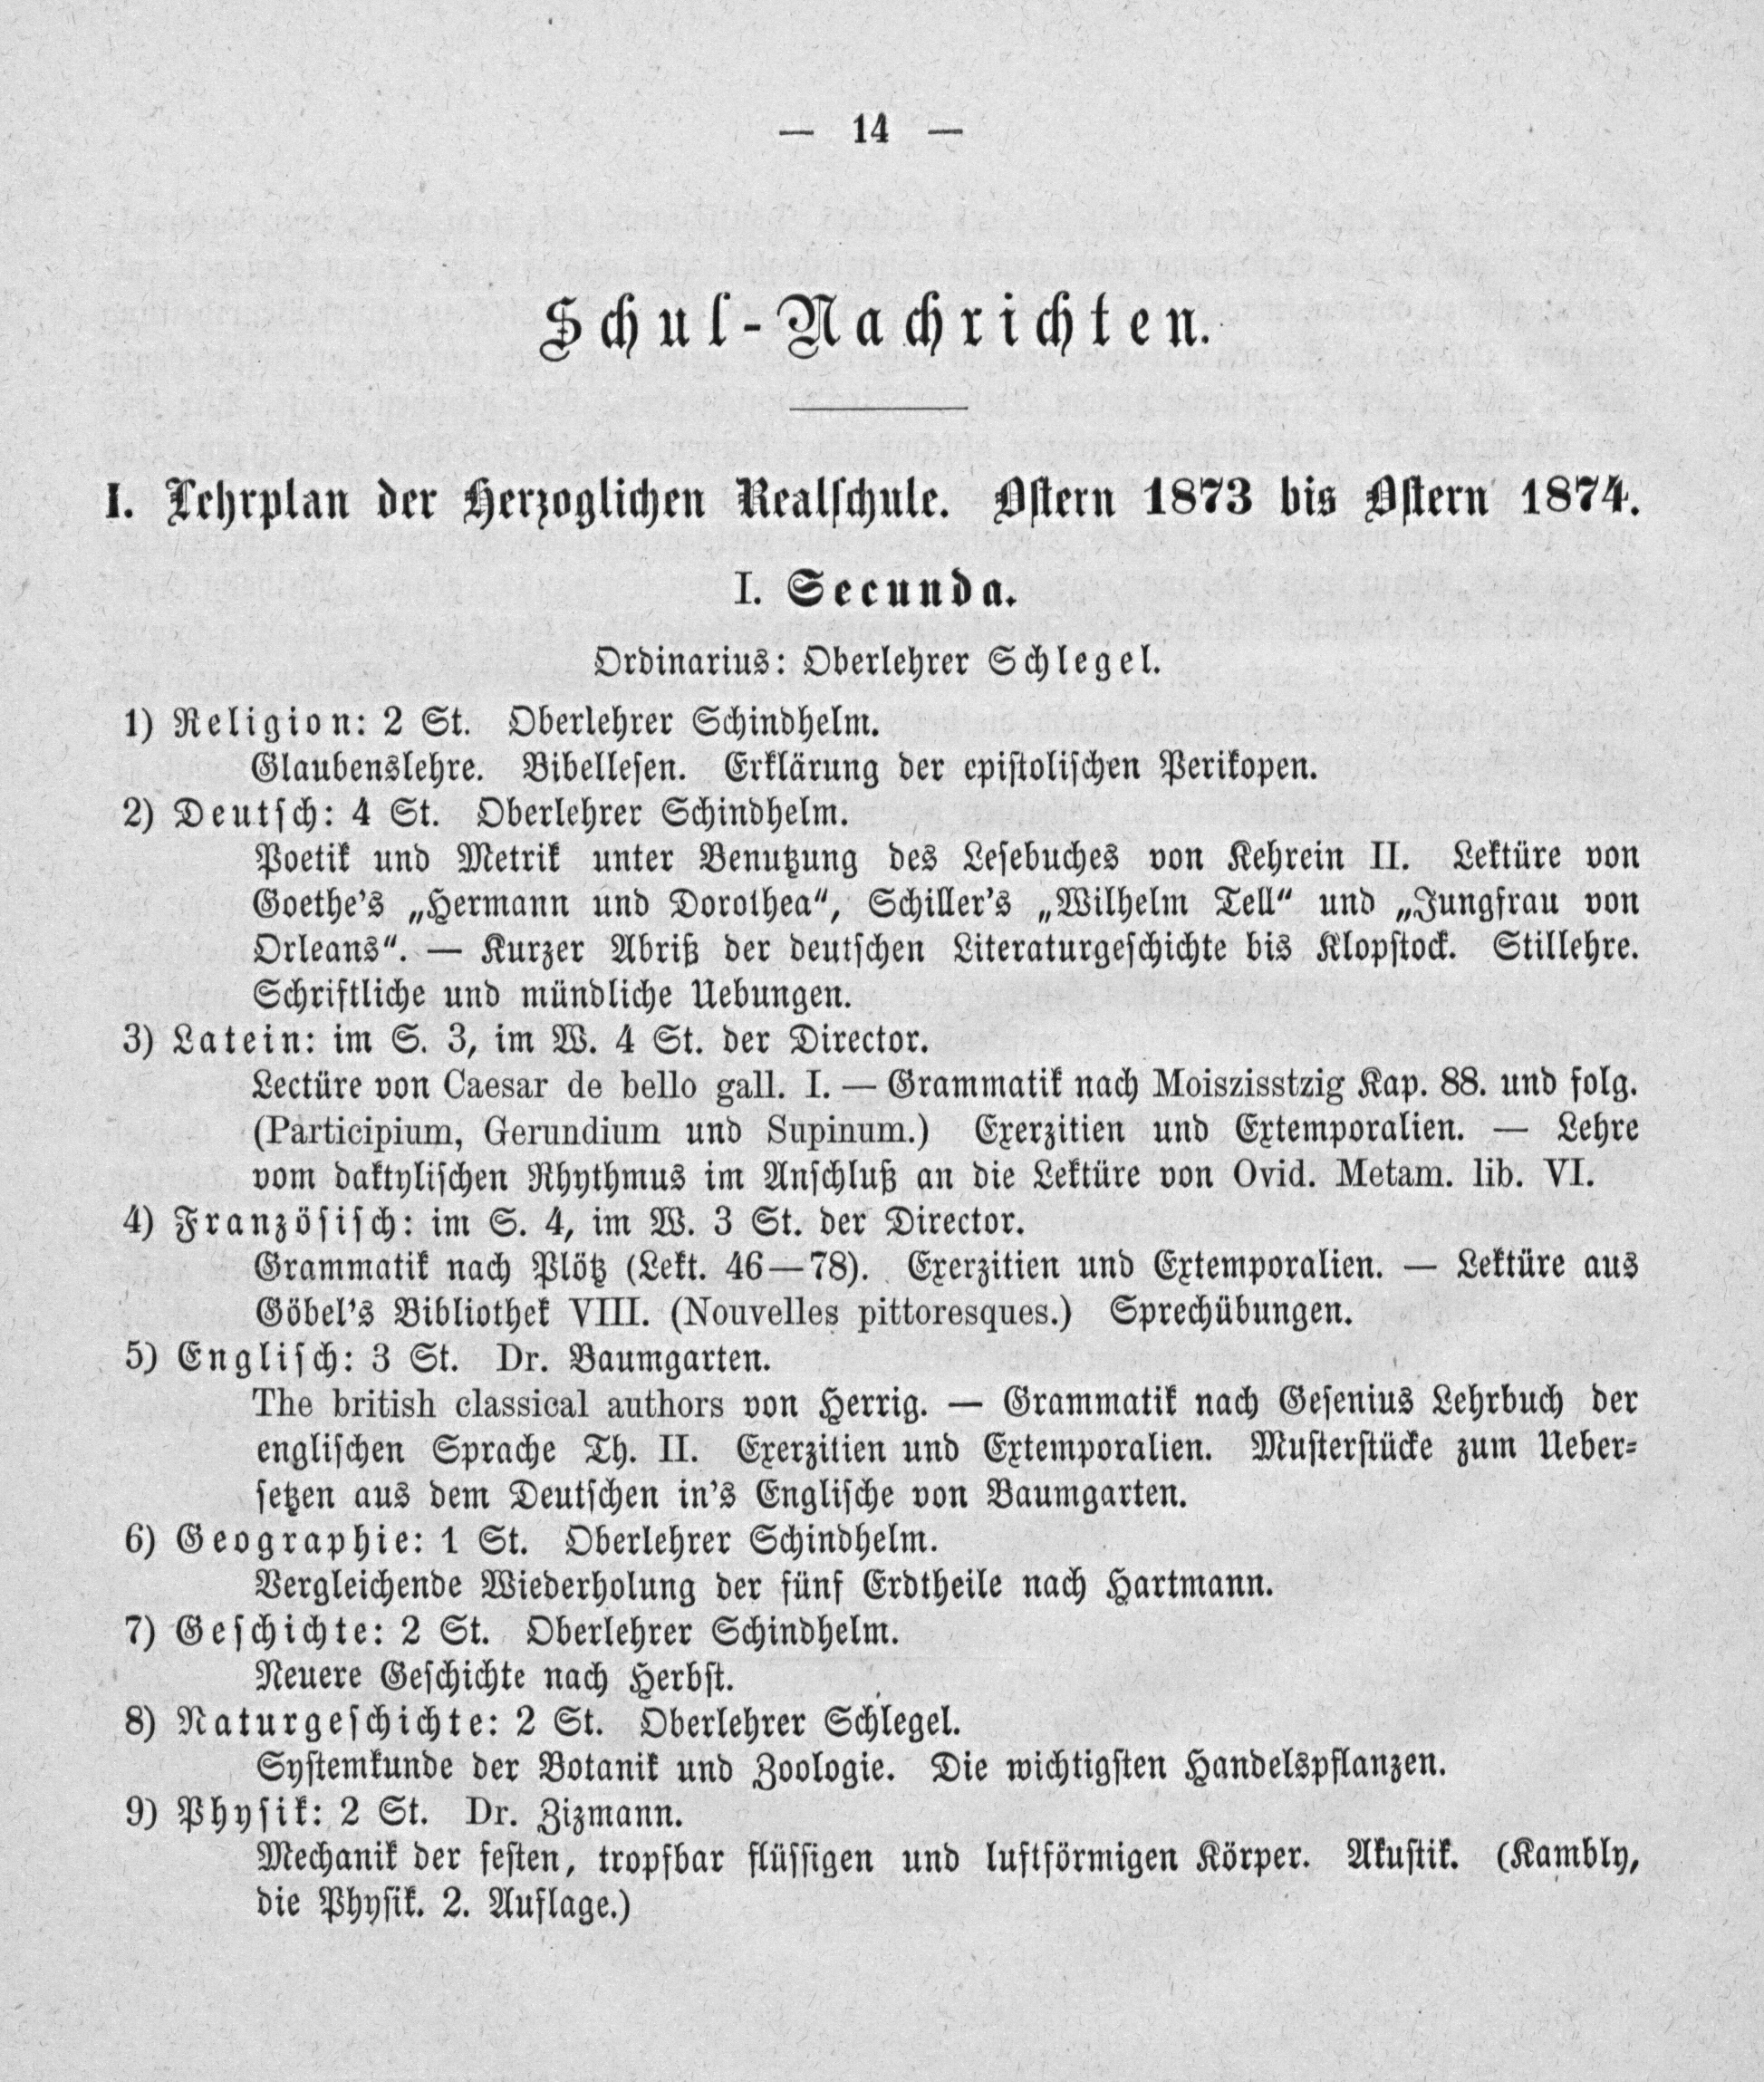 — 14 —
Schul-Nachrichten.
I. Lehrplan der Herzoglichen Realschule. Ostern 1873 bis Ostern 1874.
I. Secunda.
Ordinarius: Oberlehrer Schlegel.
1) Religion: 2 St. Oberlehrer Schindhelm.
Glaubenslehre. Bibellesen. Erklärung der epistolischen Perikopen.
2) Deutsch: 4 St. Oberlehrer Schindhelm.
Poetik und Metrik unter Benutzung des Lesebuches von Kehrein II. Lektüre von
Goethe's „Hermann und Dorothea“, Schiller's „Wilhelm Tell“ und „Jungfrau von
Orleans“. — Kurzer Abriß der deutschen Literaturgeschichte bis Klopstock. Stillehre.
Schriftliche und mündliche Uebungen.
3) Latein: im S. 3, im W. 4 St. der Director.
Lectüre von Caesar de bello gall. I. — Grammatik nach Moiszisstzig Kap. 88. und folg.
(Participium, Gerundium und Supinum.) Exerzitien und Extemporalien. — Lehre
vom daktylischen Rhythmus im Anschluß an die Lektüre von Ovid. Metam. lib. VI.
4) Französisch: im S. 4, im W. 3 St. der Director.
Grammatik nach Plötz (Lekt. 46—78). Exerzitien und Extemporalien. — Lektüre aus
Göbel's Bibliothek VIII. (Nouvelles pittoresques.) Sprechübungen.
5) Englisch: 3 St. Dr. Baumgarten.
The british classical authors von Herrig. — Grammatik nach Gesenius Lehrbuch der
englischen Sprache Th. II. Exerzitien und Extemporalien. Musterstücke zum Ueber-
setzen aus dem Deutschen in's Englische von Baumgarten.
6) Geographie: 1 St. Oberlehrer Schindhelm.
Vergleichende Wiederholung der fünf Erdtheile nach Hartmann.
7) Geschichte: 2 St. Oberlehrer Schindhelm.
Neuere Geschichte nach Herbst.
8) Naturgeschichte: 2 St. Oberlehrer Schlegel.
Systemkunde der Botanik und Zoologie. Die wichtigsten Handelspflanzen.
9) Physik: 2 St. Dr. Zizmann.
Mechanik der festen, tropfbar flüssigen und luftförmigen Körper. Akustik. (Kambly,
die Physik. 2. Auflage.)